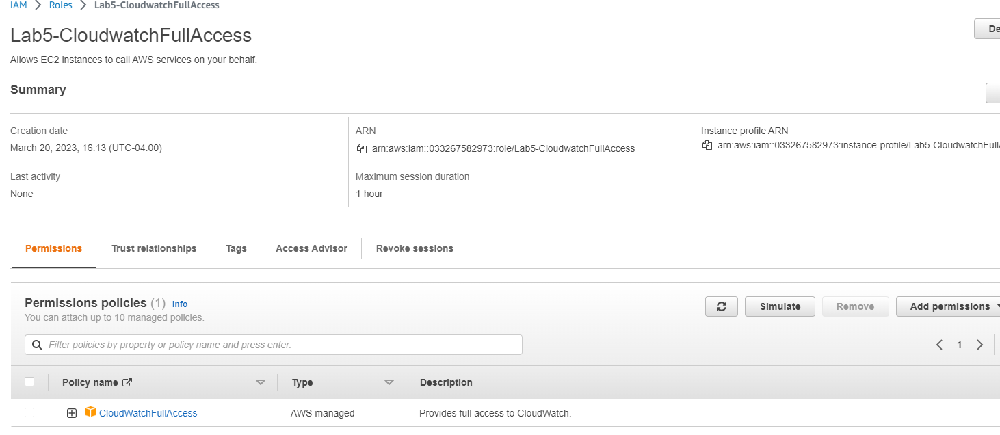 IAM > Roles > Lab5-CloudwatchFullAccess
Lab5-CloudwatchFullAccess
De
Allows EC2 instances to call AWS services on your behalf.
Summary
Creation date
March 20, 2023, 16:13 (UTC-04:00)
ARN
arn:aws:iam::033267582973:role/Lab5-CloudwatchFullAccess
Instance profile ARN
arn:aws:iam::033267582973:instance-profile/Lab5-CloudwatchFull
Last activity
None
Maximum session duration
1 hour
Permissions
Trust relationships
Tags
Access Advisor
Revoke sessions
Permissions policies (1) Info
You can attach up to 10 managed policies.
Simulate
Remove
Add permissions
Filter policies by property or policy name and press enter.
1
Policy name
Type
Description
CloudWatchFullAccess
AWS managed
Provides full access to CloudWatch.